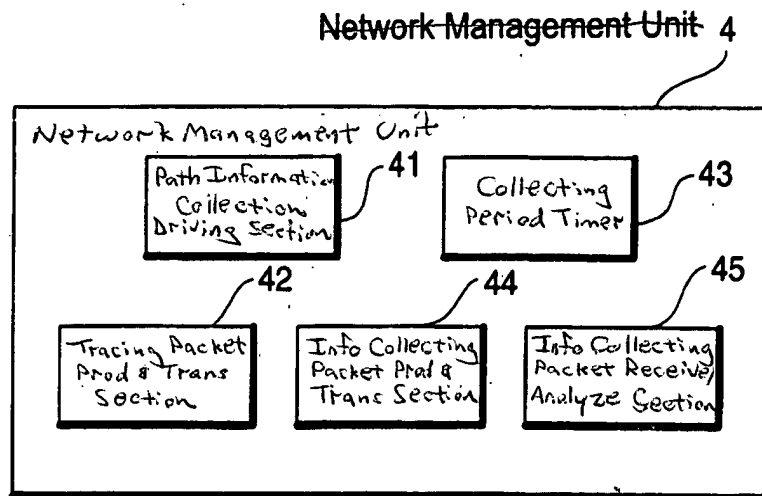 Network Management Unit 4
Network Management Unit
41
Path Information
Collection
Driving Section
43
Collecting
Period Timer
42
Tracing Packet
Prod & Trans
Section
44
Info Collecting
Packet Prod &
Trans Section
45
Info Collecting
Packet Receive/
Analyze Section